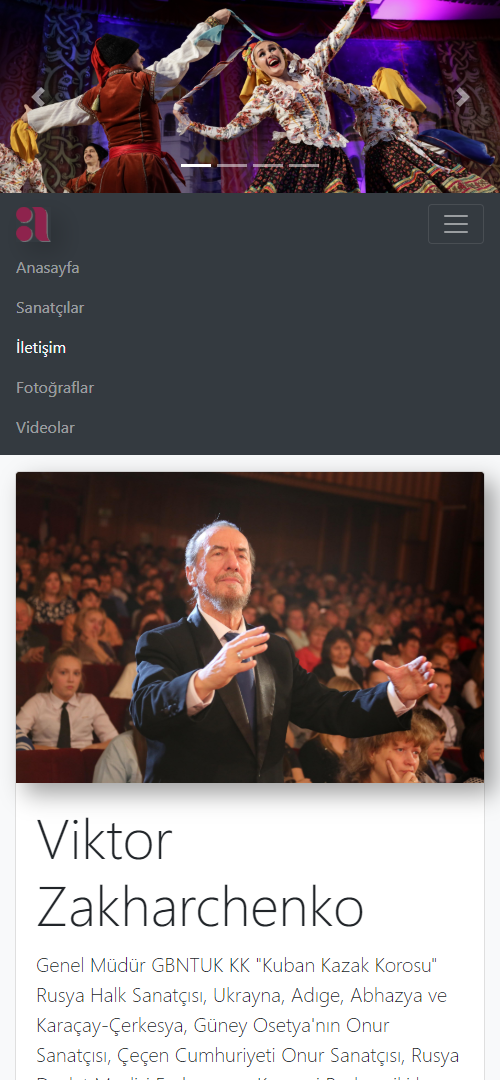 a
Anasayfa
Sanatçılar
İletişim
Fotoğraflar
Videolar
Viktor
Zakharchenko
Genel Müdür GBNTUK KK "Kuban Kazak Korosu"
Rusya Halk Sanatçısı, Ukrayna, Adıge, Abhazya ve
Karaçay-Çerkesya, Güney Osetya'nın Onur
Sanatçısı, Çeçen Cumhuriyeti Onur Sanatçısı, Rusya